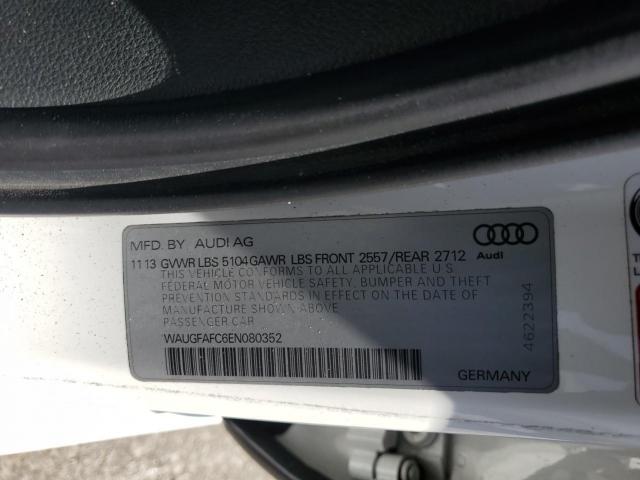 MFD. BY AUDI AG
Audi
11 13 GVWR LBS 5104 GAWR LBS FRONT 2557/REAR 2712
THIS VEHICLE CONFORMS TO ALL APPLICABLE U S
FEDERAL MOTOR VEHICLE SAFETY, BUMPER AND THEFT
PREVENTION STANDARDS IN EFFECT ON THE DATE OF
MANUFACTURE SHOWN ABOVE
PASSENGER CAR
WAUGFAFC6EN080352
GERMANY
4622394